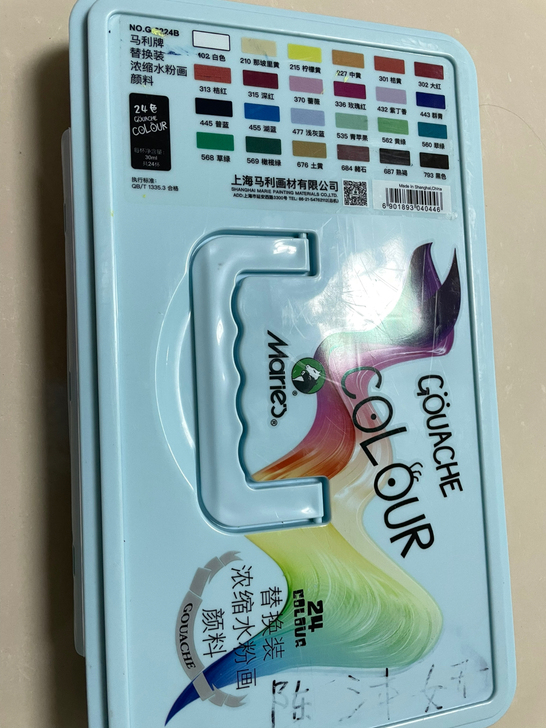 马利牌
替换装
浓缩水粉画
颜料
24色
GOUACHE
COLOUR
30ml
执行标准:
QB/T 1335.3 合格
102 白色
210 那坡里黄
215 柠檬黄
227 中黄
301 桔黄
302 大红
313 桔红
315 深红
370 蔷薇
336 玫瑰红
432 紫丁香
443 群青
445 普蓝
455 湖蓝
477 浅灰蓝
535 青苹果
562 黄绿
560 翠绿
568 草绿
569 橄榄绿
676 土黄
684 赭石
687 熟褐
793 黑色
上海马利画材有限公司
SHANGHAI MARIE PAINTING MATERIALS CO.,LTD.
Made in Shanghai,China
6 901893 040446
Marie's®
GOUACHE
COLOUR
24
COLOUR
替换装
浓缩水粉画
颜料
GOUACHE